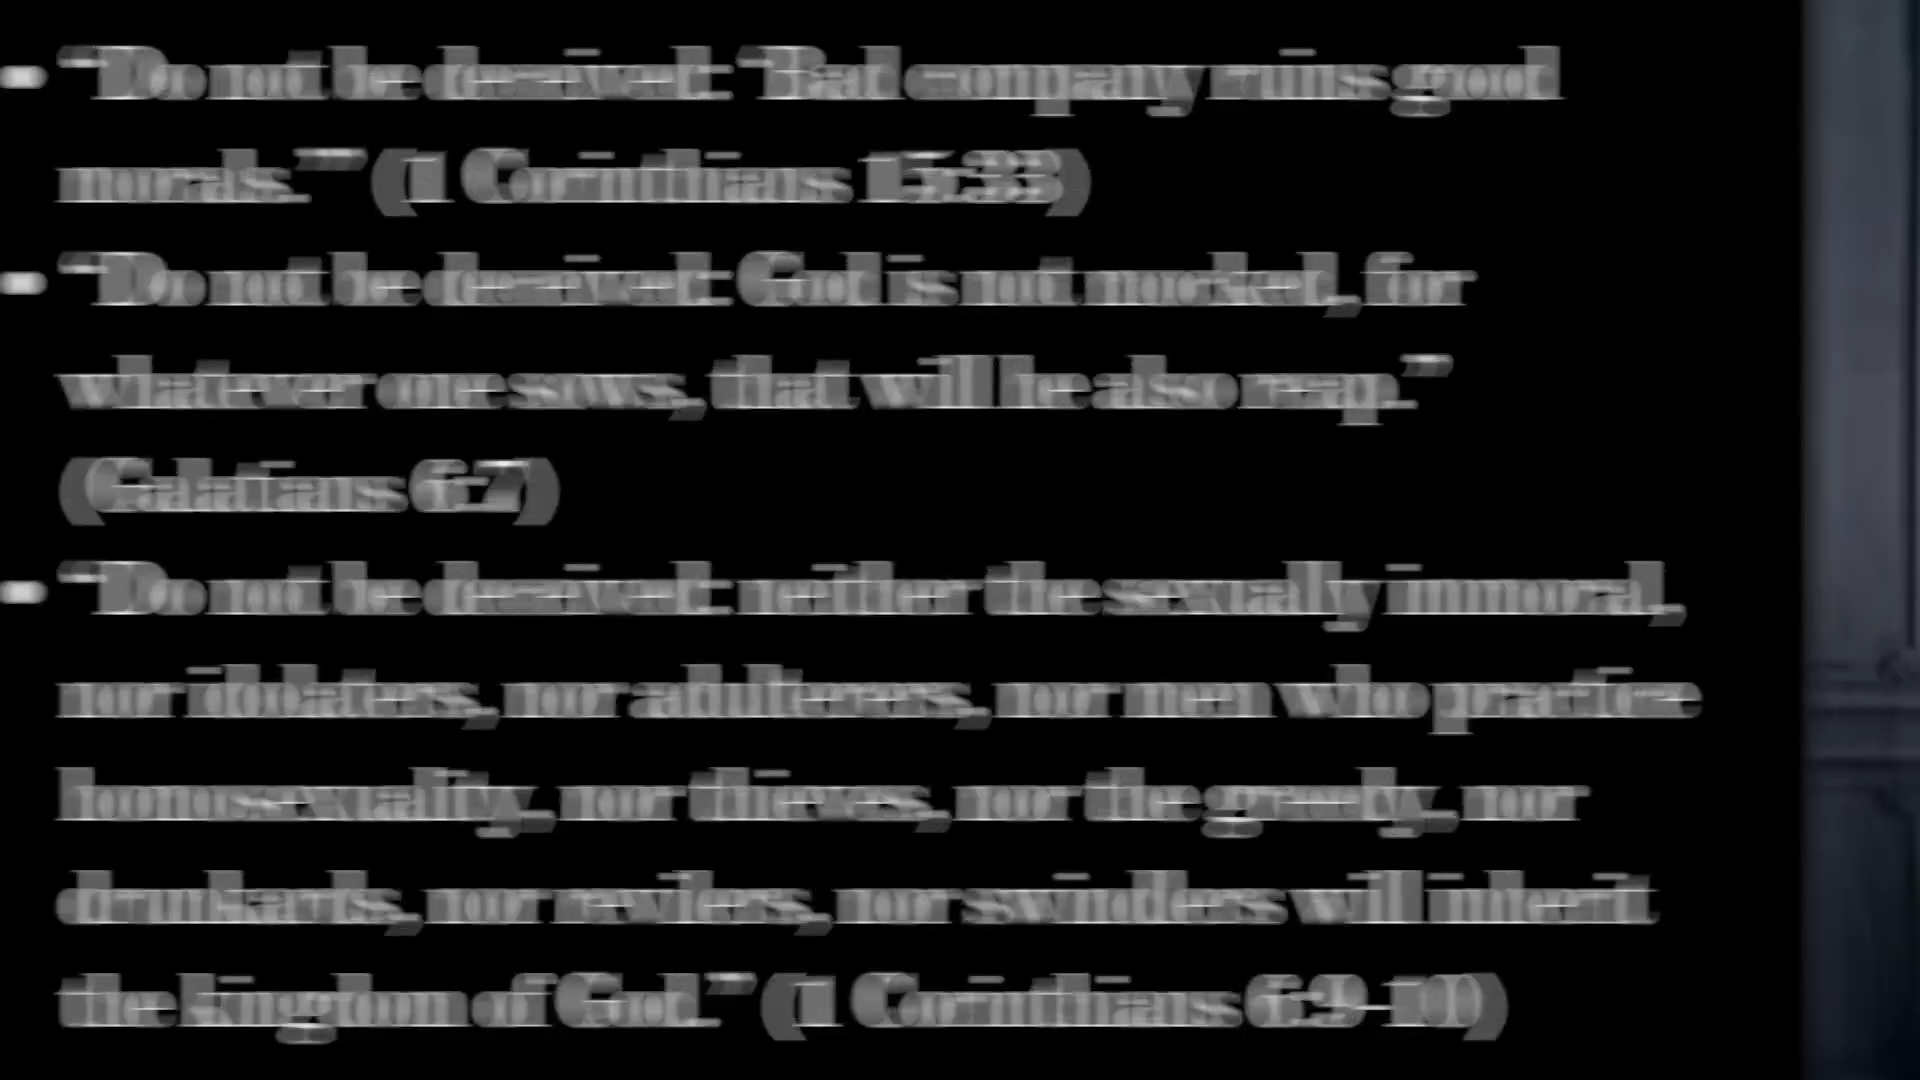 • "Do not be deceived: "Bad company ruins good
morals."" (1 Corinthians 15:33)
• "Do not be deceived: God is not mocked, for
whatever one sows, that will he also reap."
(Galatians 6:7)
• "Do not be deceived: neither the sexually immoral,
nor idolaters, nor adulterers, nor men who practice
homosexuality, nor thieves, nor the greedy, nor
drunkards, nor revilers, nor swindlers will inherit
the kingdom of God." (1 Corinthians 6:9–10)